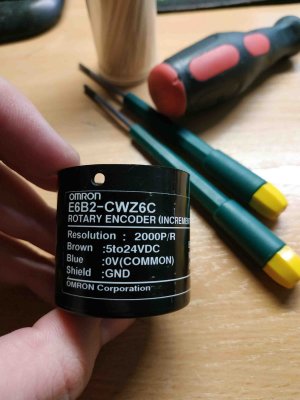 OMRON
E6B2-CWZ6C
ROTARY ENCODER (INCREME
Resolution : 2000P/R
Brown :5to24VDC
Blue :0V(COMMON)
Shield :GND
OMRON Corporation